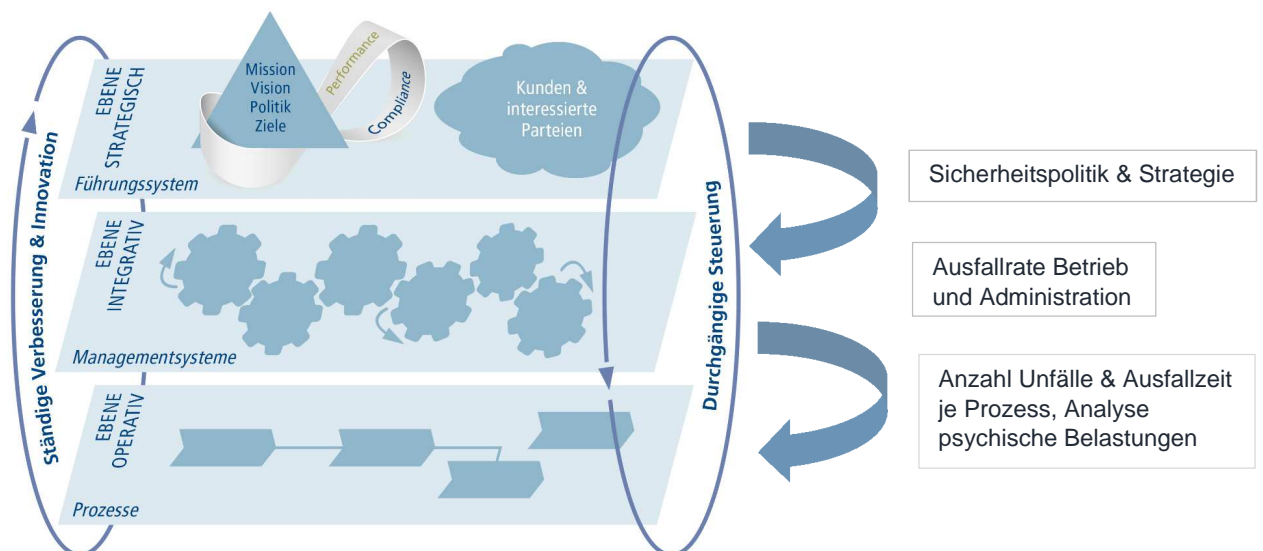 Ständige Verbesserung & Innovation
EBENE
STRATEGISCH
Mission
Vision
Politik
Ziele
Performance
Compliance
Kunden &
interessierte
Parteien
Führungssystem
EBENE
INTEGRATIV
Managementsysteme
EBENE
OPERATIV
Prozesse
Durchgängige Steuerung
Sicherheitspolitik & Strategie
Ausfallrate Betrieb
und Administration
Anzahl Unfälle & Ausfallzeit
je Prozess, Analyse
psychische Belastungen